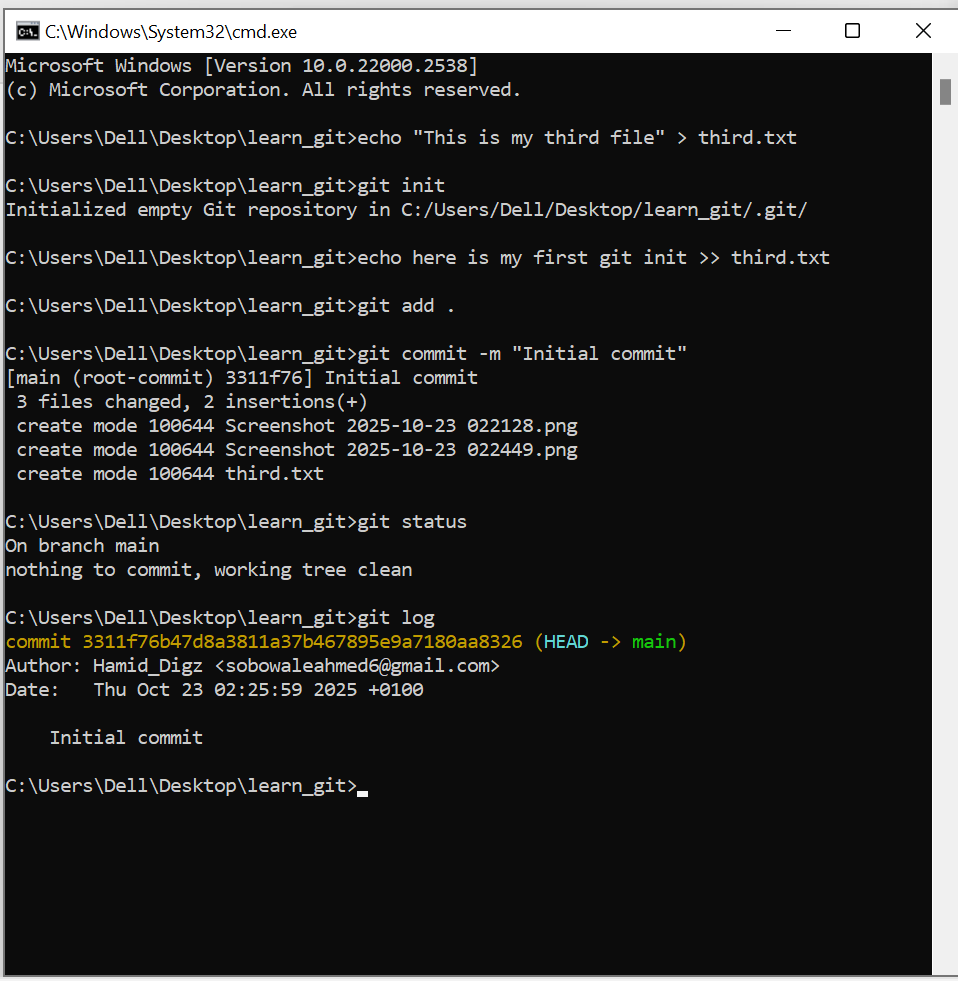 C:\Windows\System32\cmd.exe
Microsoft Windows [Version 10.0.22000.2538]
(c) Microsoft Corporation. All rights reserved.
C:\Users\Dell\Desktop\learn_git>echo "This is my third file" > third.txt
C:\Users\Dell\Desktop\learn_git>git init
Initialized empty Git repository in C:/Users/Dell/Desktop/learn_git/.git/
C:\Users\Dell\Desktop\learn_git>echo here is my first git init >> third.txt
C:\Users\Dell\Desktop\learn_git>git add .
C:\Users\Dell\Desktop\learn_git>git commit -m "Initial commit"
[main (root-commit) 3311f76] Initial commit
 3 files changed, 2 insertions(+)
 create mode 100644 Screenshot 2025-10-23 022128.png
 create mode 100644 Screenshot 2025-10-23 022449.png
 create mode 100644 third.txt
C:\Users\Dell\Desktop\learn_git>git status
On branch main
nothing to commit, working tree clean
C:\Users\Dell\Desktop\learn_git>git log
commit 3311f76b47d8a3811a37b467895e9a7180aa8326 (HEAD -> main)
Author: Hamid_Digz <sobowaleahmed6@gmail.com>
Date:   Thu Oct 23 02:25:59 2025 +0100
    Initial commit
C:\Users\Dell\Desktop\learn_git>